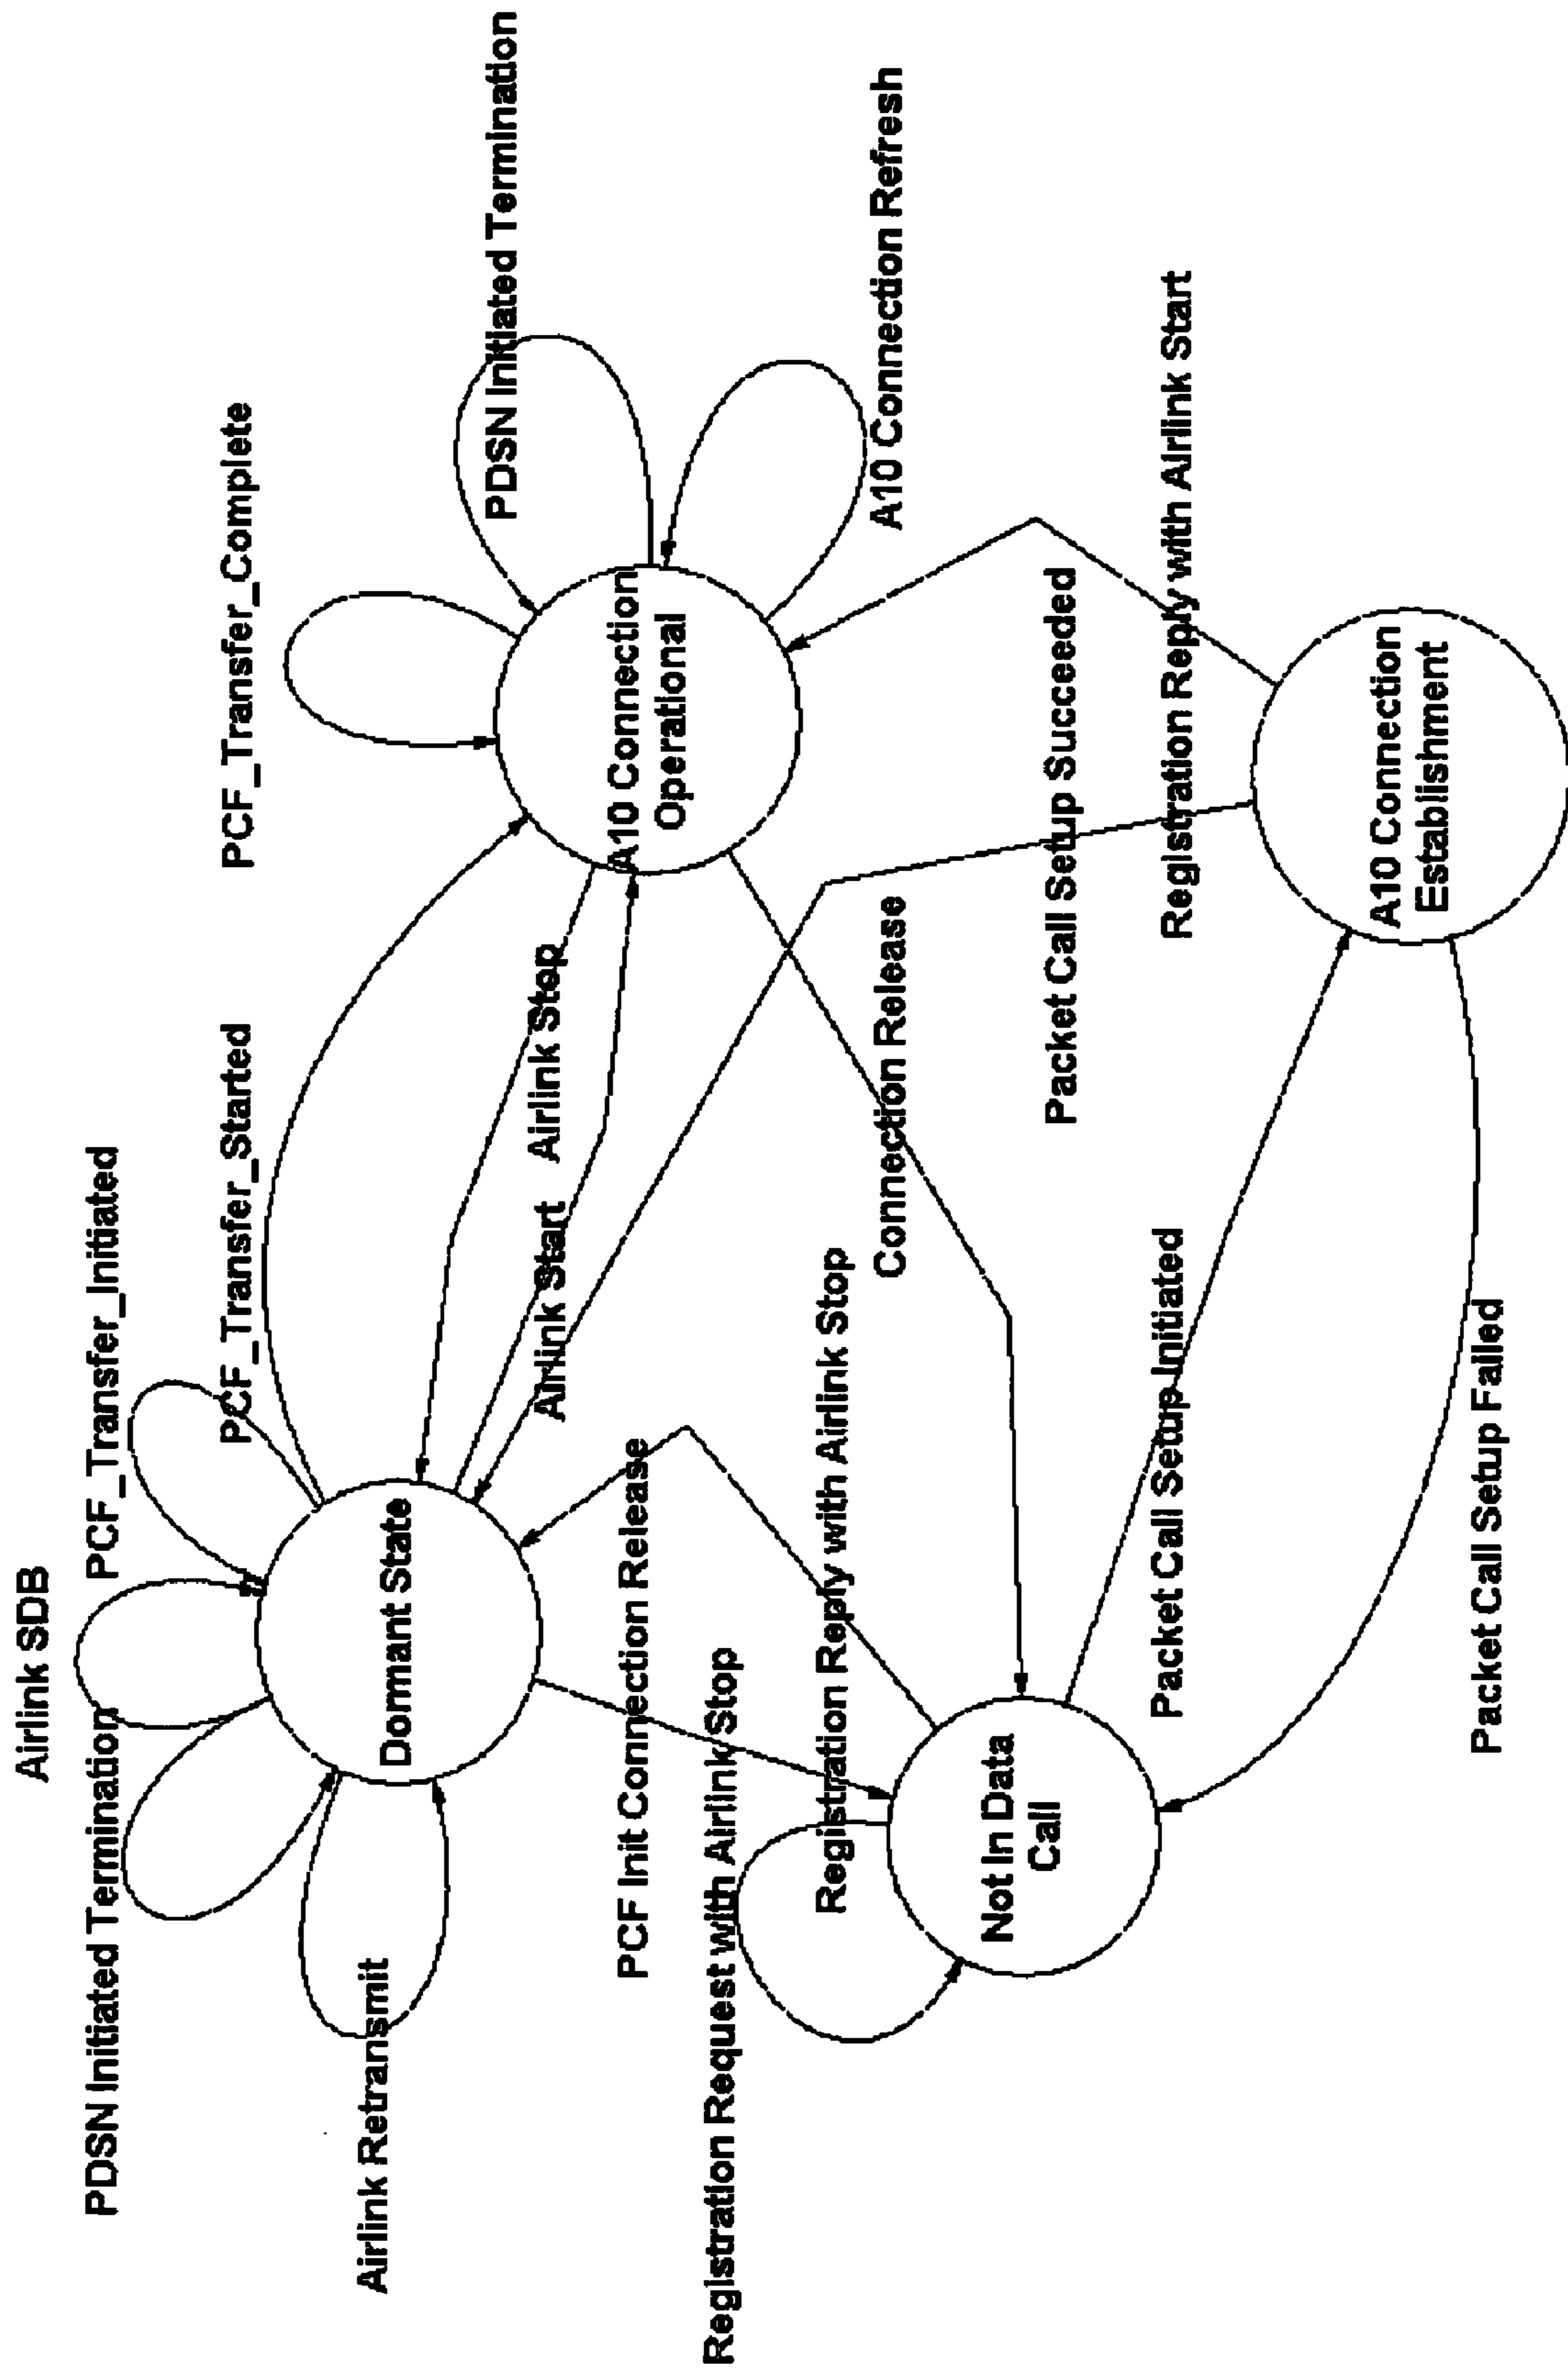 Airlink SDB
PDSN Initiated Termination
PCF_Transfer_Initiated
PCF_Transfer_Started
PCF_Transfer_Complete
Airlink Retransmit
Dormant State
Airlink Stop
Airlink Start
PDSN Initiated Termination
A10 Connection
Operational
PCF Init Connection Release
Registration Request with Airlink Stop
Registration Reply with Airlink Stop
Connection Release
A10 Connection Refresh
Not In Data
Call
Packet Call Setup Succeeded
Packet Call Setup Initiated
Registration Reply with Airlink Start
A10 Connection
Establishment
Packet Call Setup Failed